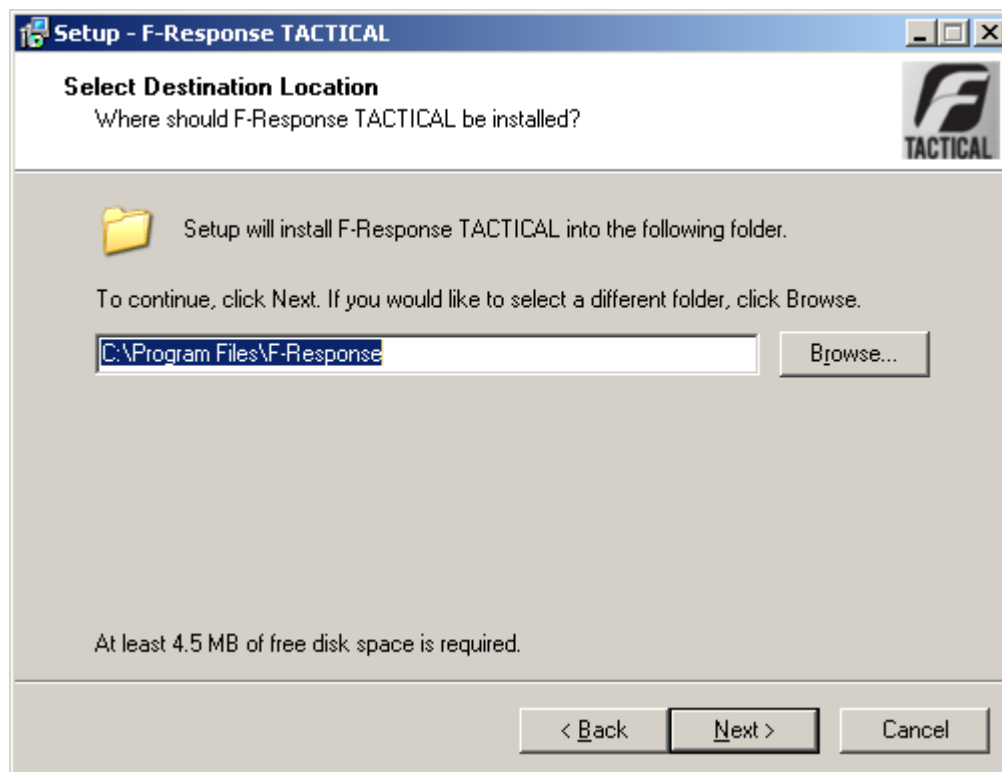 Setup - F-Response TACTICAL
Select Destination Location
Where should F-Response TACTICAL be installed?
TACTICAL
Setup will install F-Response TACTICAL into the following folder.
To continue, click Next. If you would like to select a different folder, click Browse.
C:\Program Files\F-Response
Browse...
At least 4.5 MB of free disk space is required.
< Back
Next >
Cancel